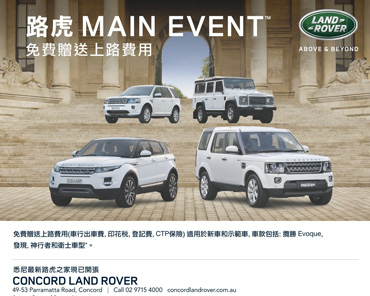 路虎 MAIN EVENT™
免費贈送上路費用
LAND
ROVER
ABOVE & BEYOND
免費贈送上路費用(車行出車費, 印花税, 登記費, CTP保險) 適用於新車和示範車, 車款包括: 攬勝 Evoque,
發現, 神行者和衛士車型*。
悉尼最新路虎之家現已開張
CONCORD LAND ROVER
49-53 Parramatta Road, Concord | Call 02 9715 4000 concordlandrover.com.au